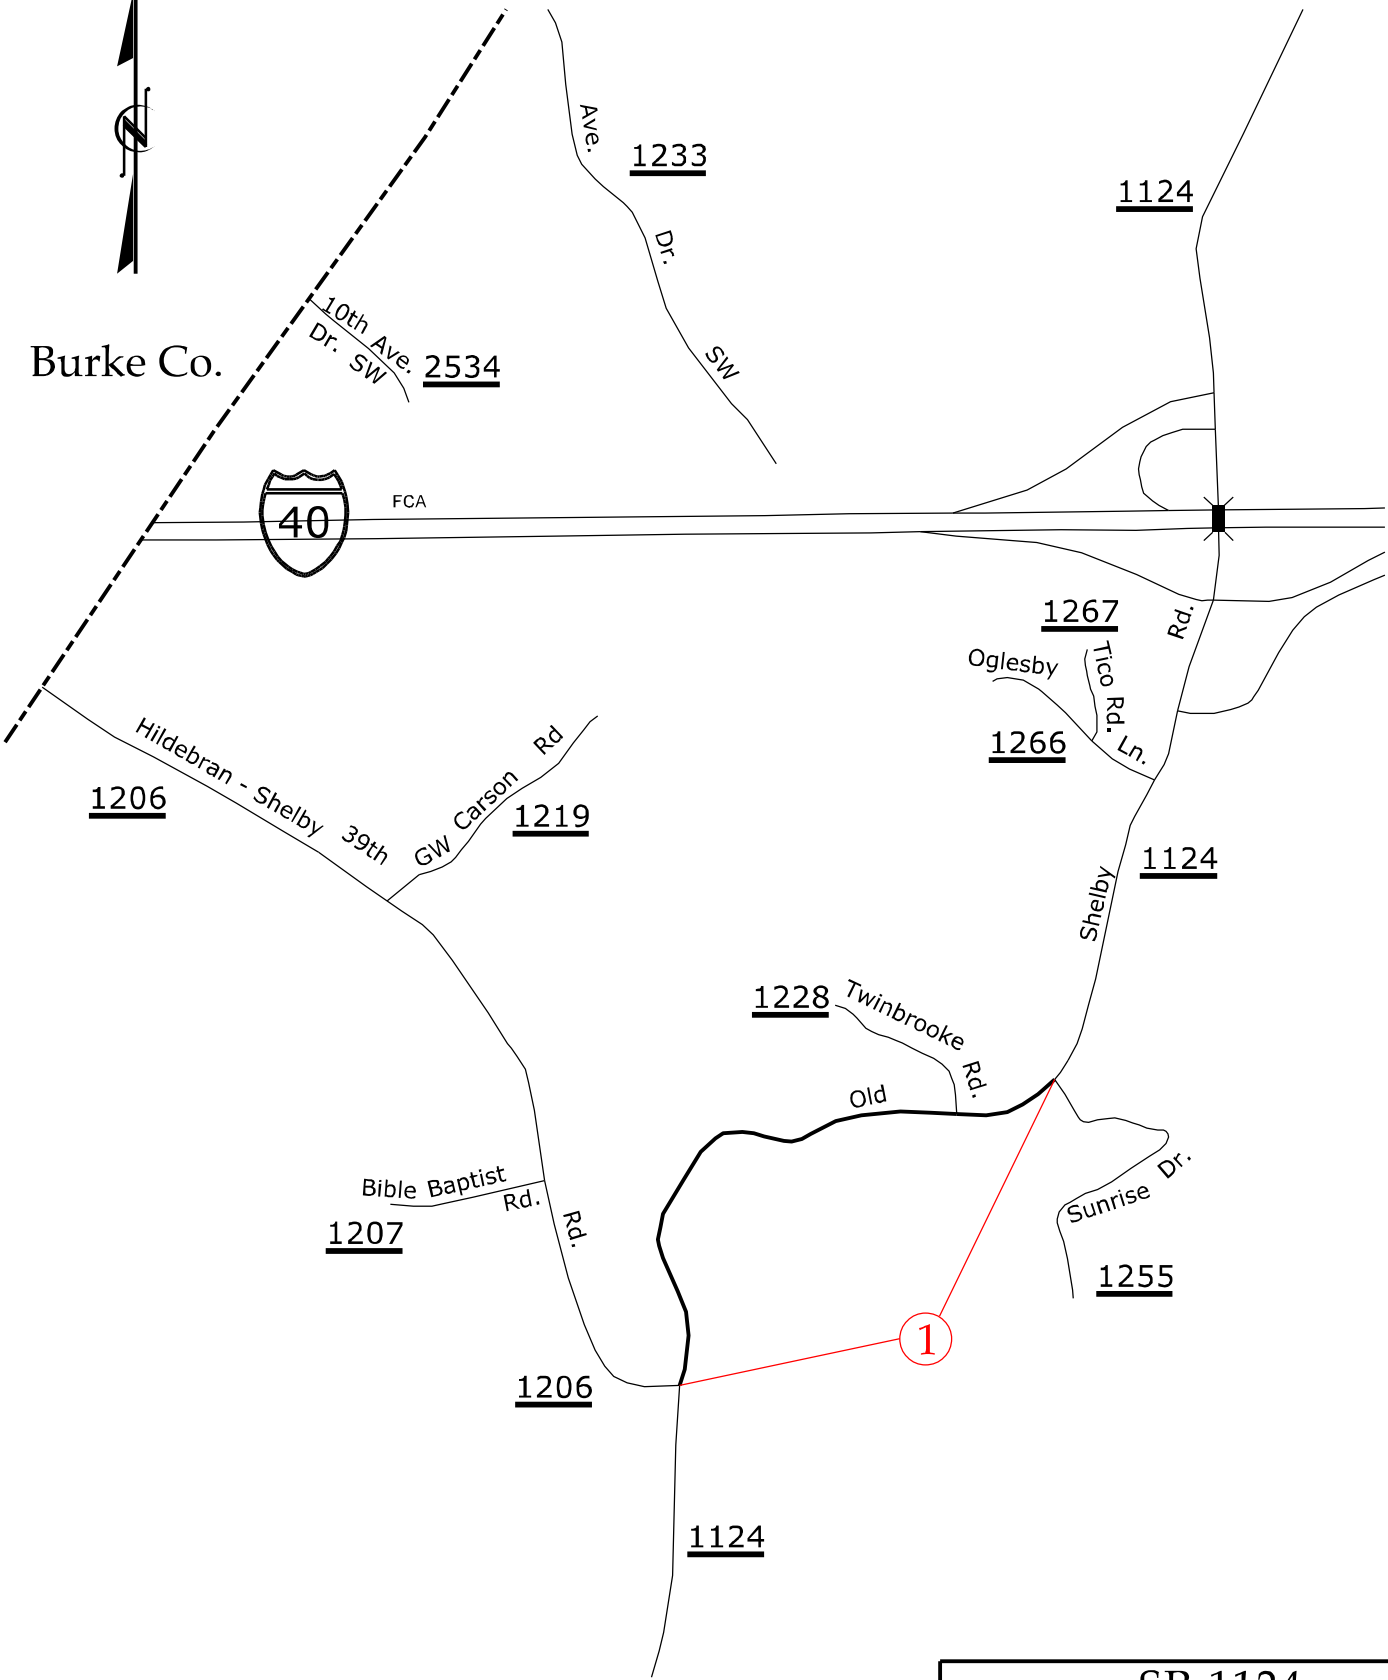 N
Ave.
1233
1124
Dr.
10th Ave.
Dr. SW
Burke Co.
2534
SW
40
FCA
1267
Rd.
Oglesby
Tico Rd.
1266
Ln.
Hildebran - Shelby 39th
1206
GW Carson Rd
1219
1124
Shelby
1228
Twinbrooke
Rd.
Old
Bible Baptist
Rd.
Rd.
1207
Sunrise Dr.
1255
1
1206
1124
SR 1124